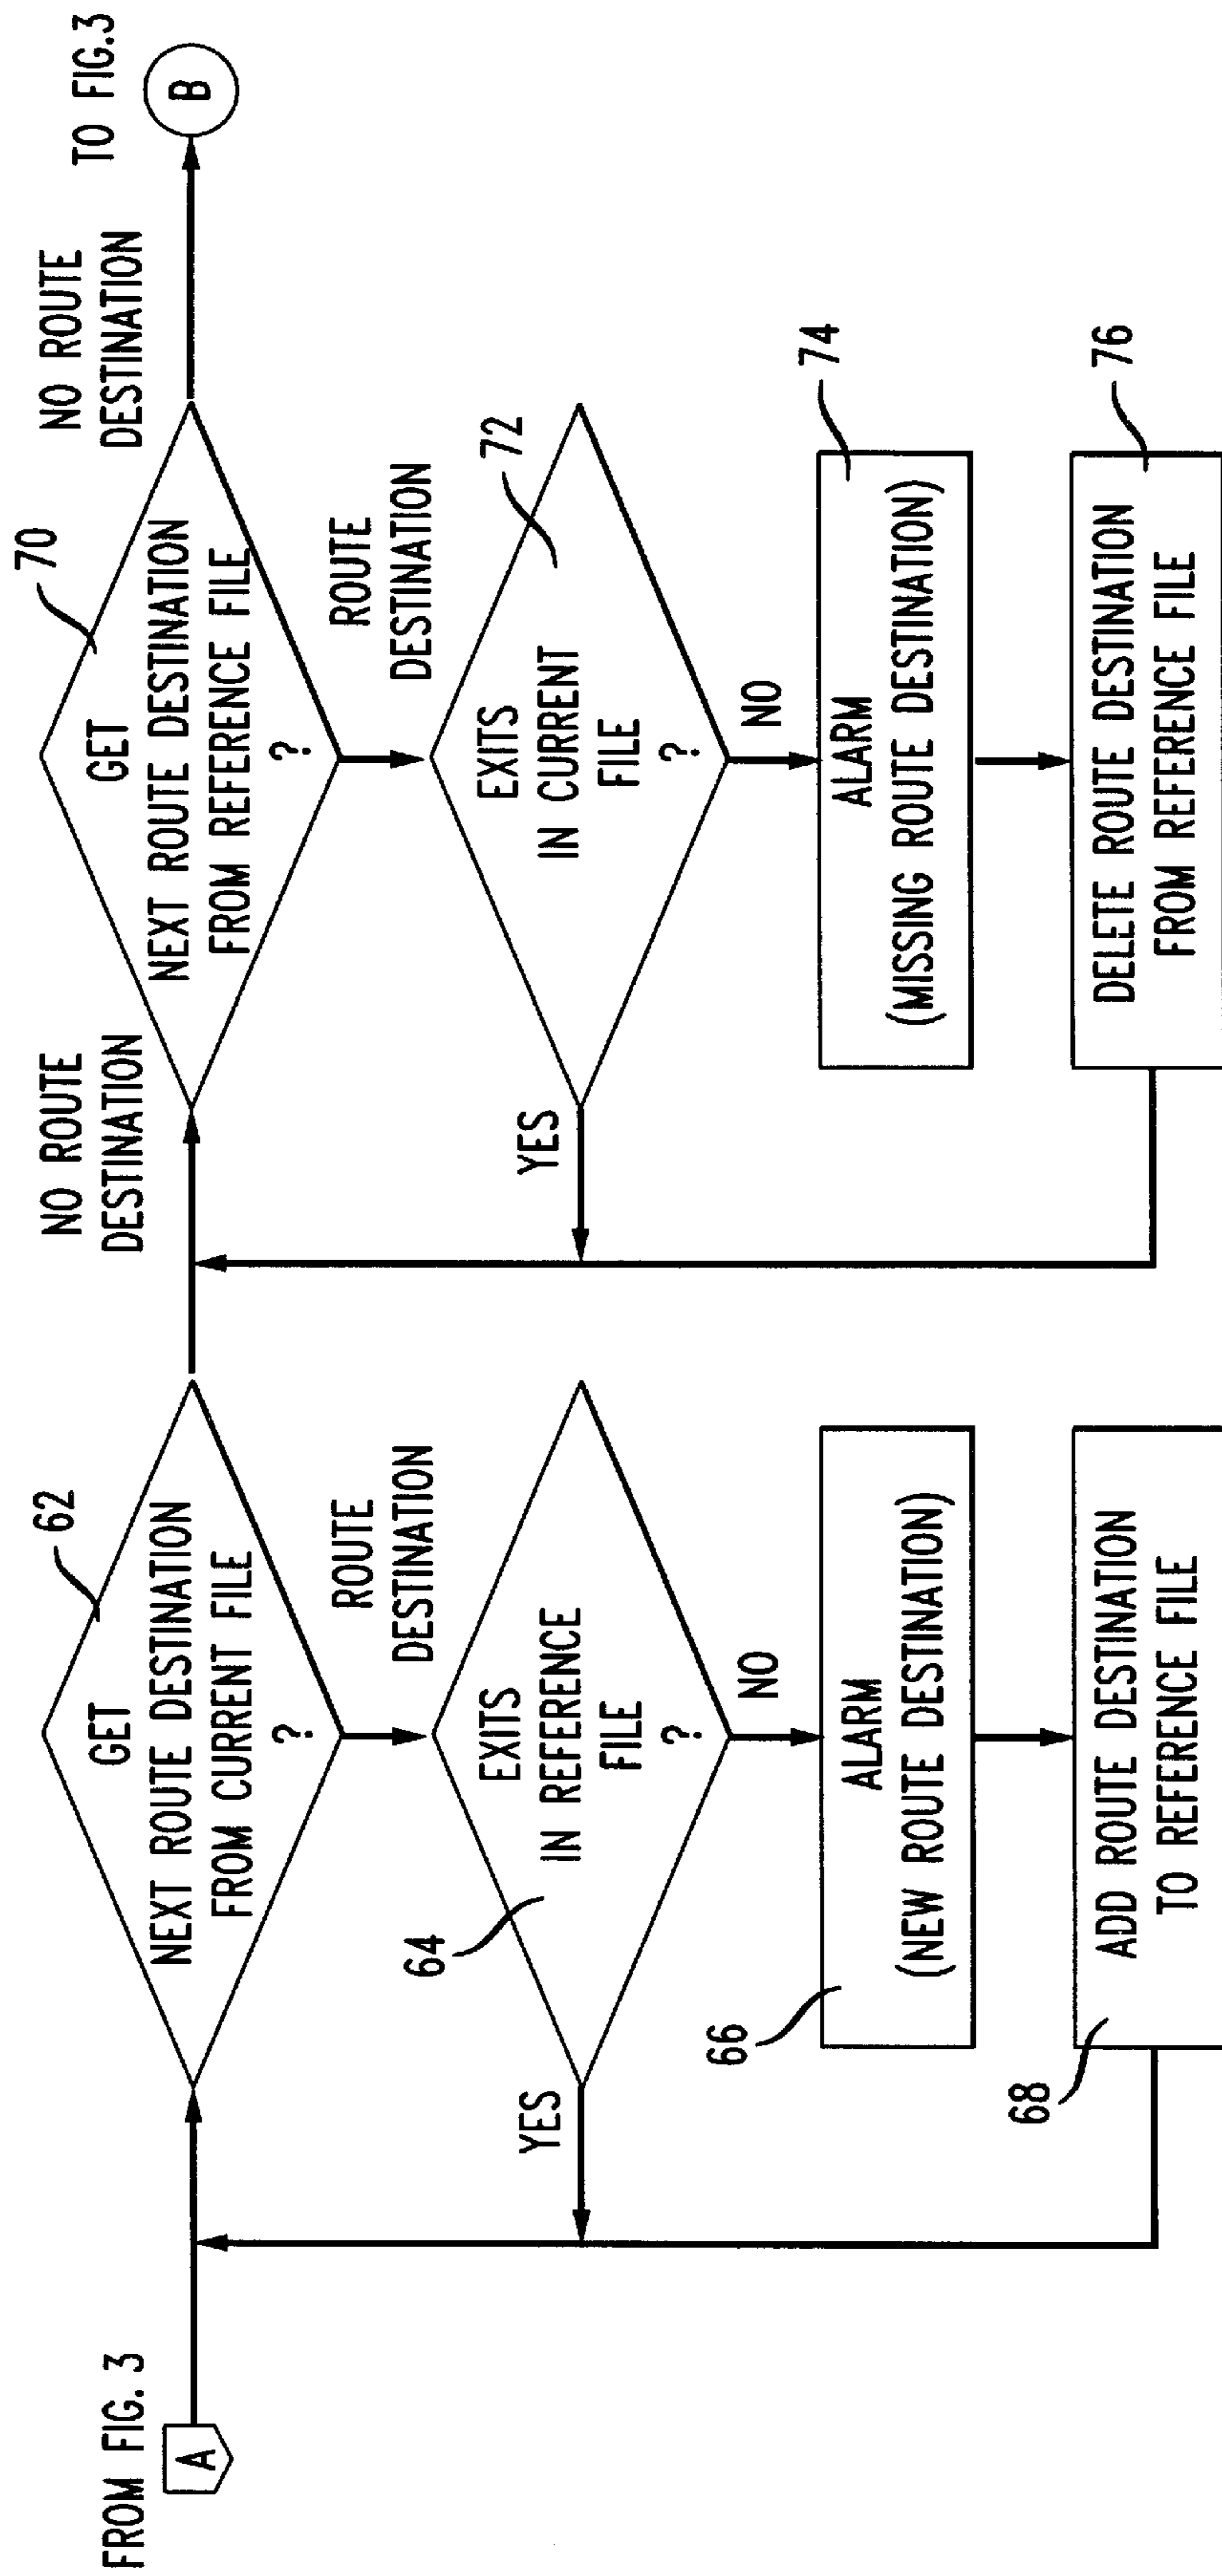 FROM FIG. 3
A
62
GET
NEXT ROUTE DESTINATION
FROM CURRENT FILE
?
ROUTE
DESTINATION
64
EXITS
IN REFERENCE
FILE
?
YES
NO
66
ALARM
(NEW ROUTE DESTINATION)
68
ADD ROUTE DESTINATION
TO REFERENCE FILE
NO ROUTE
DESTINATION
70
GET
NEXT ROUTE DESTINATION
FROM REFERENCE FILE
?
ROUTE
DESTINATION
72
EXITS
IN CURRENT
FILE
?
YES
NO
74
ALARM
(MISSING ROUTE DESTINATION)
76
DELETE ROUTE DESTINATION
FROM REFERENCE FILE
NO ROUTE
DESTINATION
TO FIG.3
B